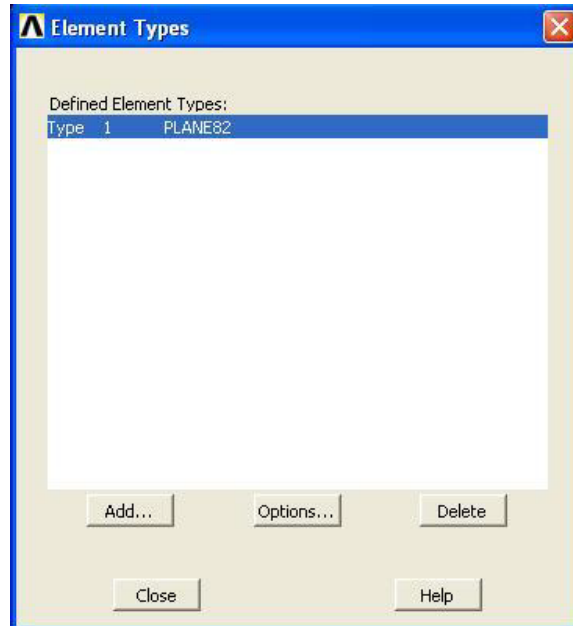 Element Types
Defined Element Types:
Type 1 PLANE82
Add... Options... Delete
Close Help